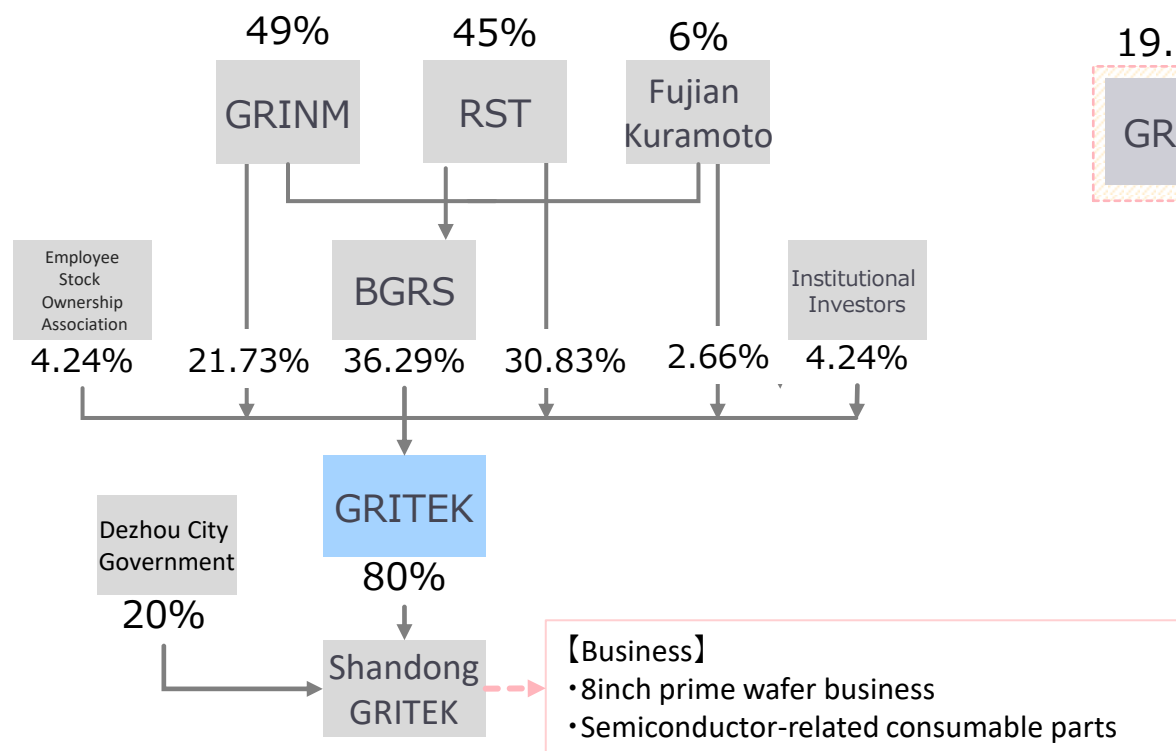 49%
45%
6%
19.
GRINM
RST
Fujian
Kuramoto
GR
Employee
Stock
Ownership
Association
BGRS
Institutional
Investors
4.24%
21.73%
36.29%
30.83%
2.66%
4.24%
GRITEK
Dezhou City
Government
80%
20%
Shandong
GRITEK
【Business】
・8inch prime wafer business
・Semiconductor-related consumable parts